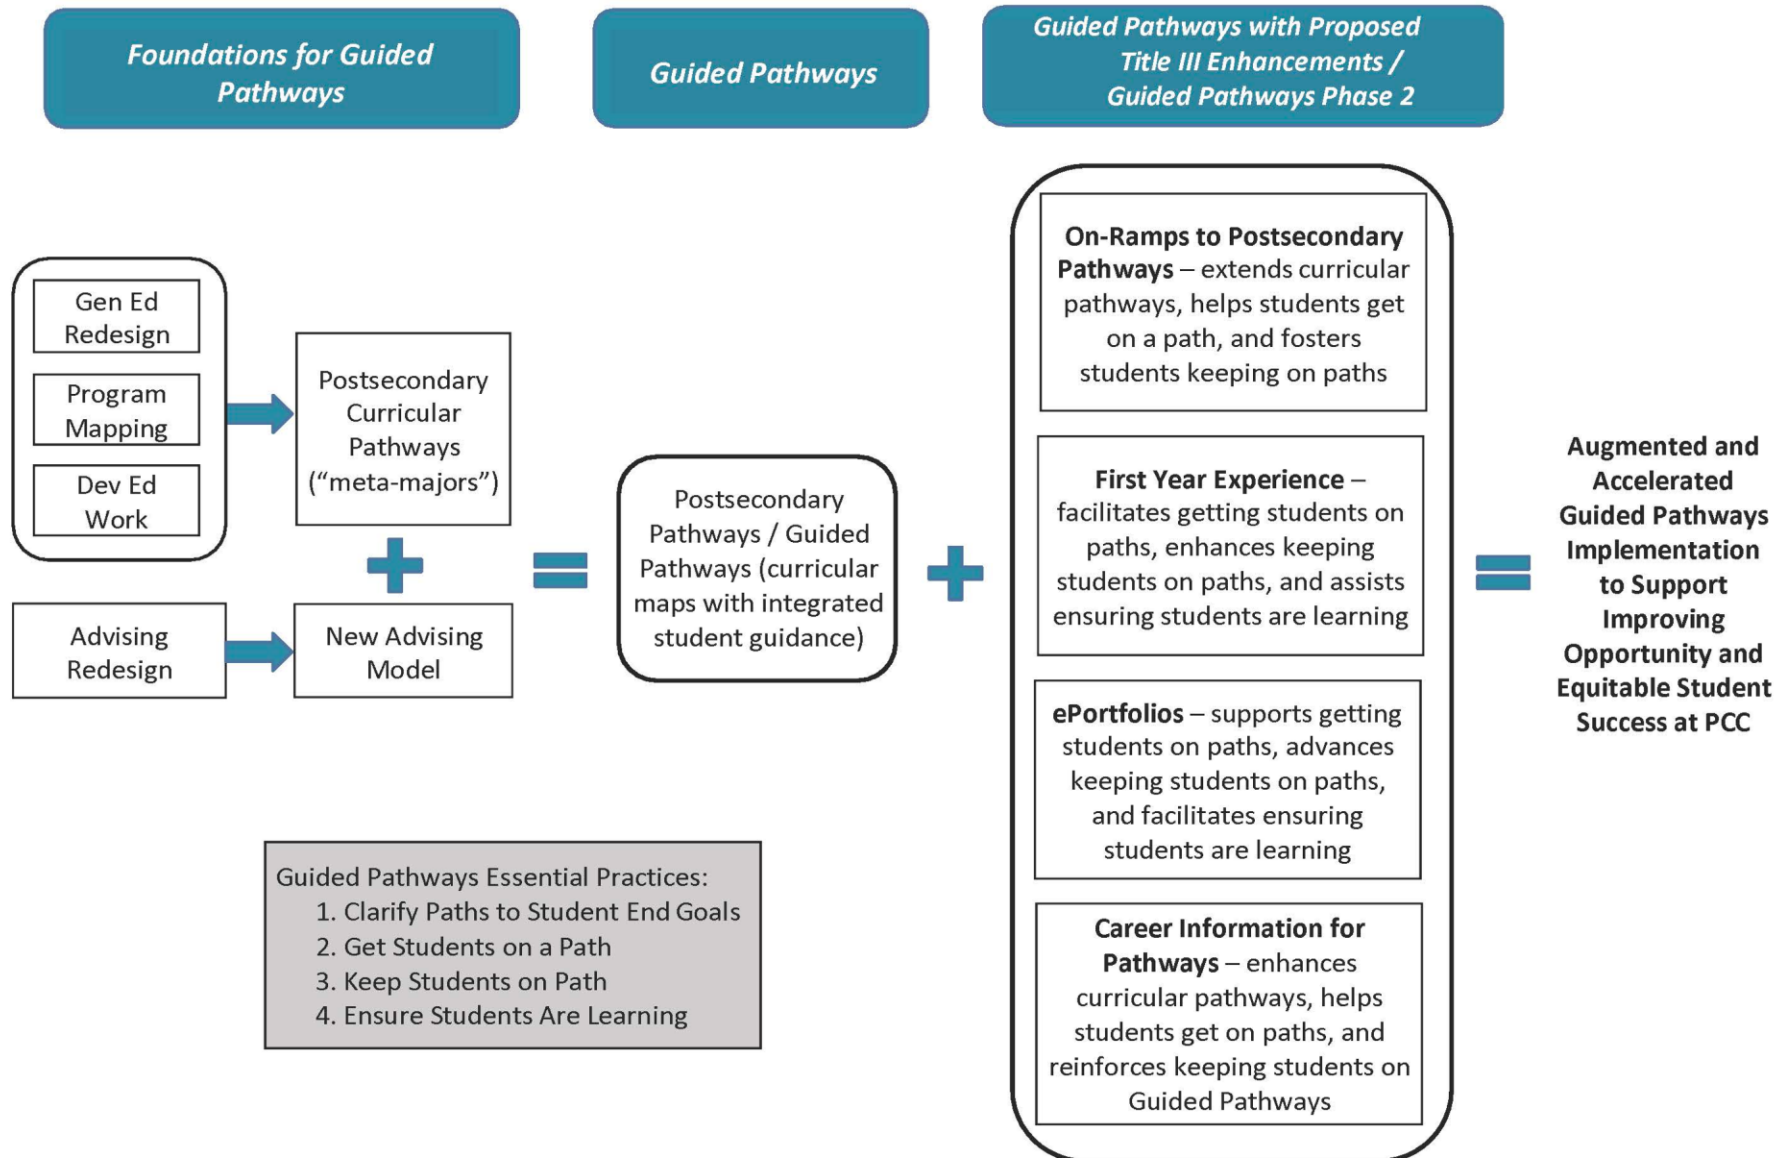 Foundations for Guided
Pathways
Guided Pathways
Guided Pathways with Proposed
Title III Enhancements /
Guided Pathways Phase 2
Gen Ed
Redesign
Program
Mapping
Dev Ed
Work
Advising
Redesign
Postsecondary
Curricular
Pathways
(“meta-majors”)
New Advising
Model
Postsecondary
Pathways / Guided
Pathways (curricular
maps with integrated
student guidance)
On-Ramps to Postsecondary
Pathways – extends curricular
pathways, helps students get
on a path, and fosters
students keeping on paths
First Year Experience –
facilitates getting students on
paths, enhances keeping
students on paths, and assists
ensuring students are learning
ePortfolios – supports getting
students on paths, advances
keeping students on paths,
and facilitates ensuring
students are learning
Career Information for
Pathways – enhances
curricular pathways, helps
students get on paths, and
reinforces keeping students on
Guided Pathways
Augmented and
Accelerated
Guided Pathways
Implementation
to Support
Improving
Opportunity and
Equitable Student
Success at PCC
Guided Pathways Essential Practices:
1. Clarify Paths to Student End Goals
2. Get Students on a Path
3. Keep Students on Path
4. Ensure Students Are Learning